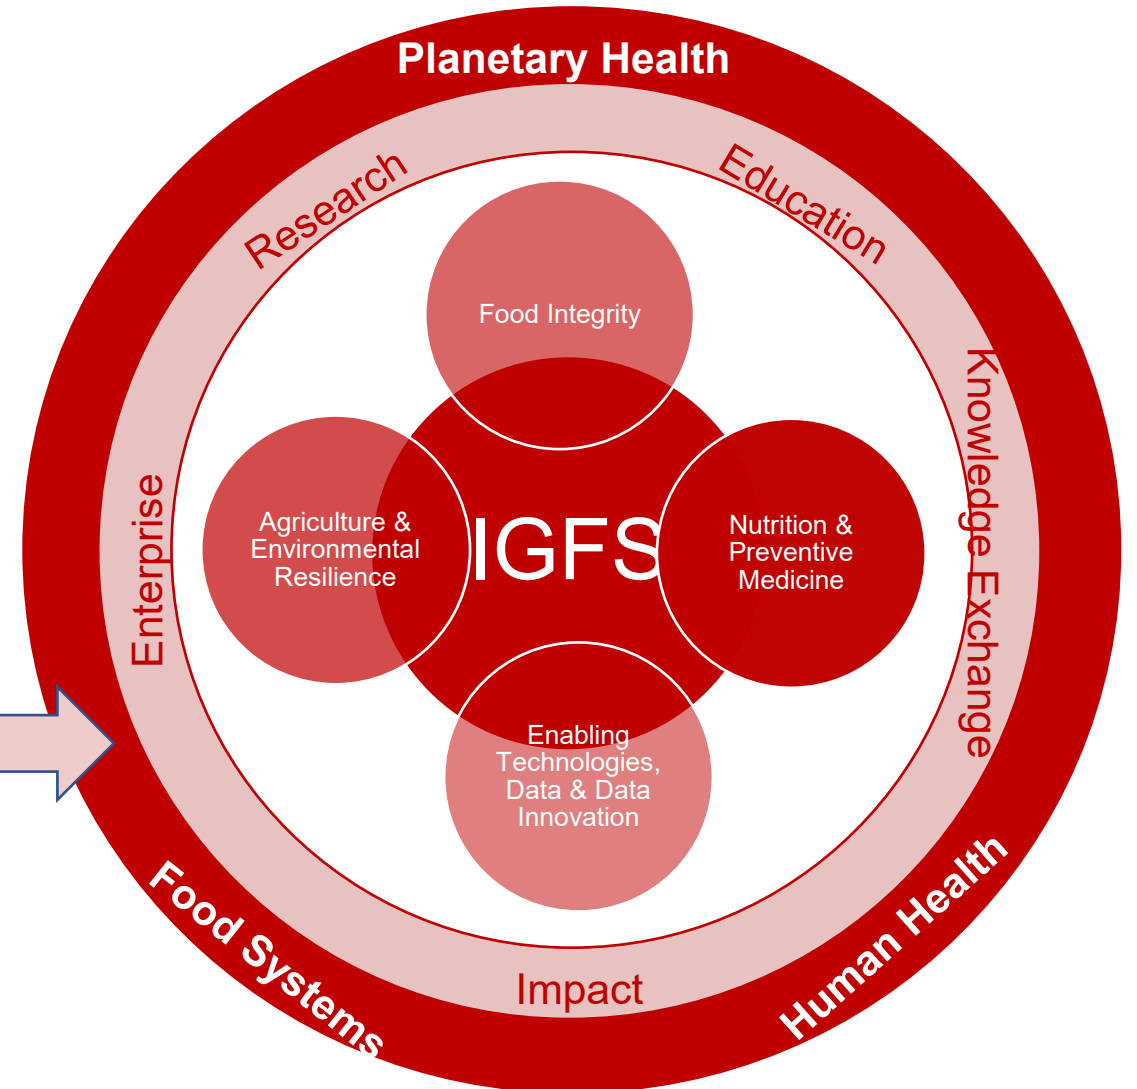 Planetary Health
Research
Education
Food Integrity
Knowledge Exchange
Enterprise
Agriculture &
Environmental
Resilience
IGFS
Nutrition &
Preventive
Medicine
Enabling
Technologies,
Data & Data
Innovation
Food Systems
Human Health
Impact